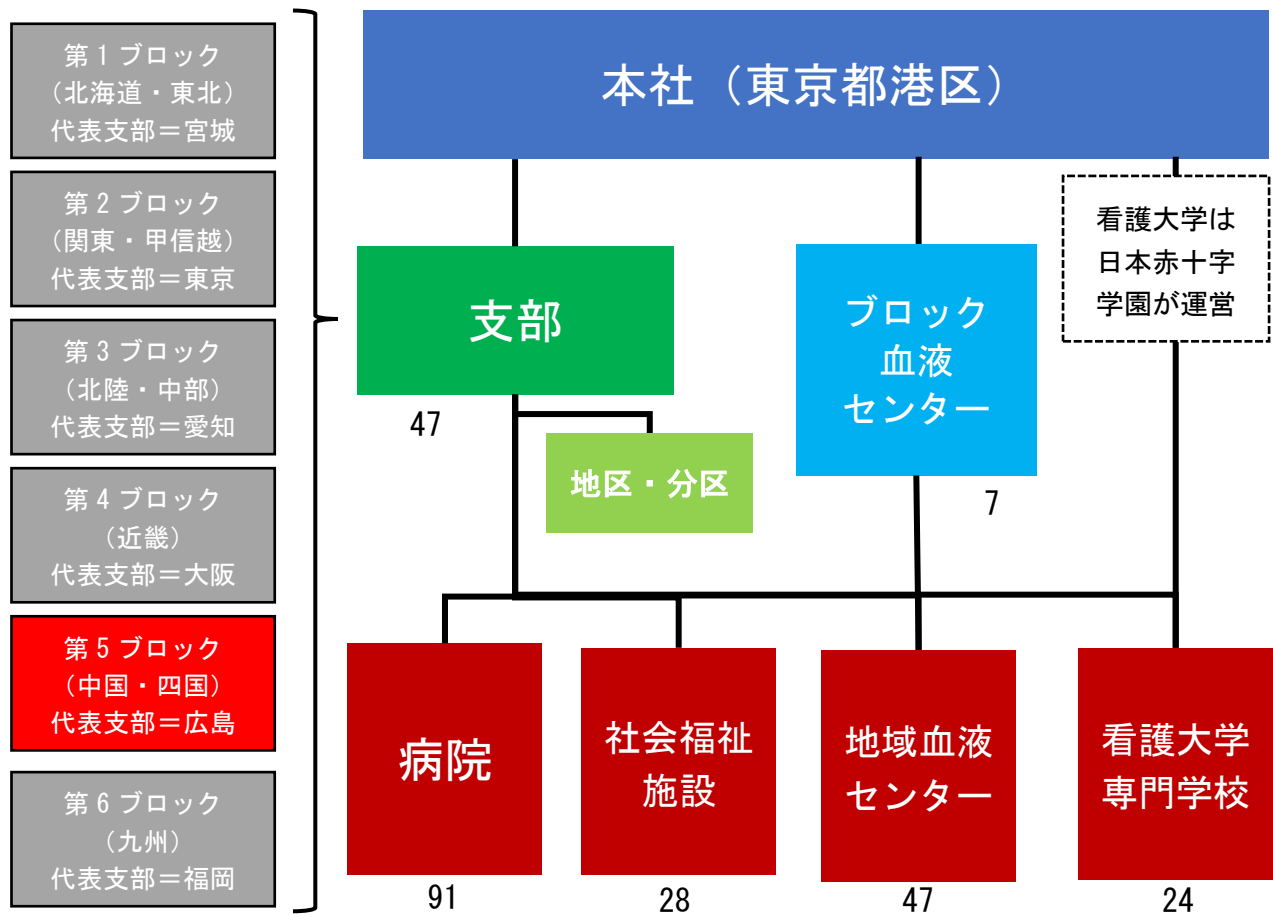 第１ブロック
（北海道・東北）
代表支部＝宮城
第２ブロック
（関東・甲信越）
代表支部＝東京
第３ブロック
（北陸・中部）
代表支部＝愛知
第４ブロック
（近畿）
代表支部＝大阪
第５ブロック
（中国・四国）
代表支部＝広島
第６ブロック
（九州）
代表支部＝福岡
本社（東京都港区）
支部
47
地区・分区
ブロック
血液
センター
7
看護大学は
日本赤十字
学園が運営
病院
91
社会福祉
施設
28
地域血液
センター
47
看護大学
専門学校
24